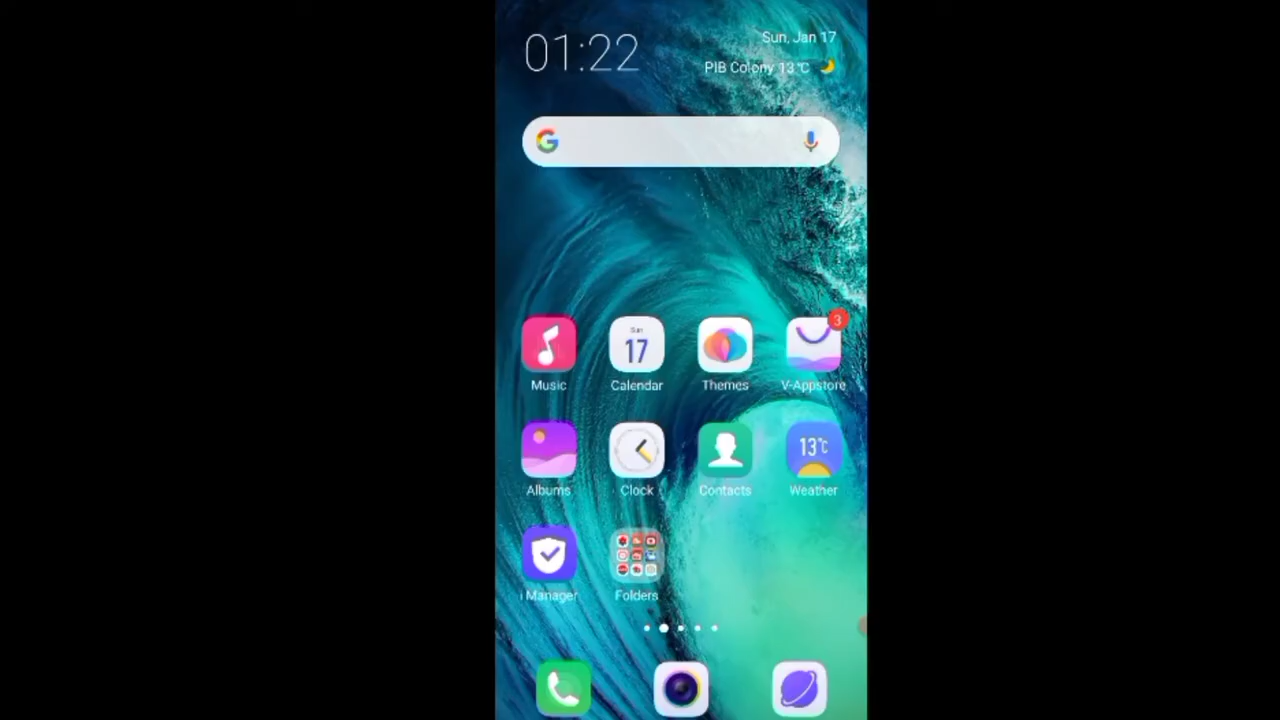 01:22
Sun, Jan 17
PIB Colony 13°C
Sun
17
3
Music
Calendar
Themes
V-Appstore
13°C
Albums
Clock
Contacts
Weather
i Manager
Folders